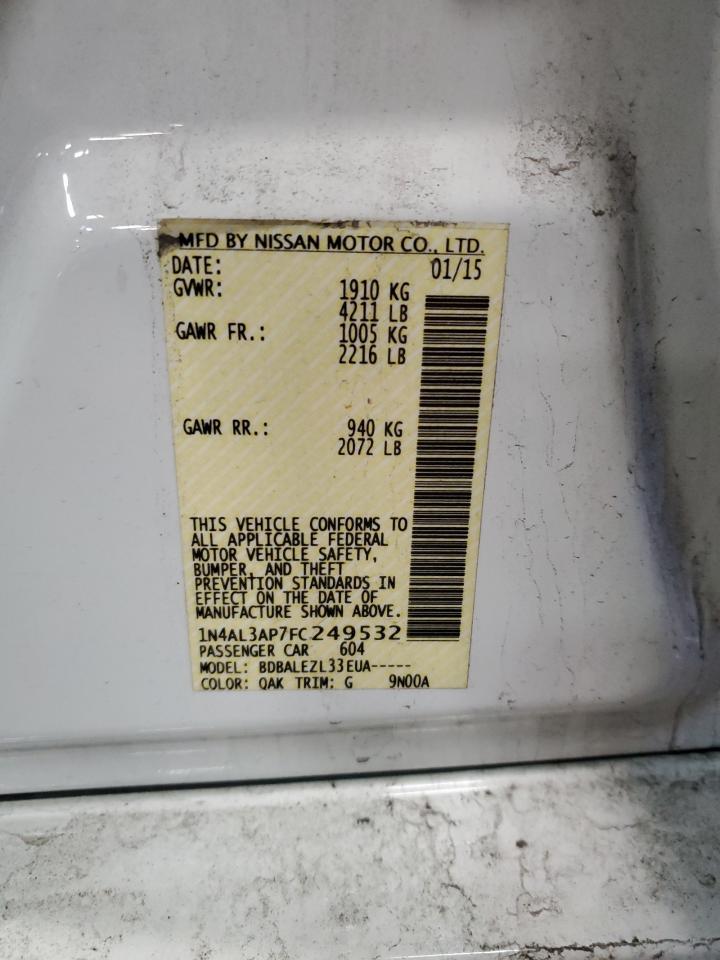 MFD BY NISSAN MOTOR CO., LTD.
DATE: 01/15
GVWR: 1910 KG
4211 LB
GAWR FR.: 1005 KG
2216 LB
GAWR RR.: 940 KG
2072 LB
THIS VEHICLE CONFORMS TO
ALL APPLICABLE FEDERAL
MOTOR VEHICLE SAFETY,
BUMPER, AND THEFT
PREVENTION STANDARDS IN
EFFECT ON THE DATE OF
MANUFACTURE SHOWN ABOVE.
1N4AL3AP7FC249532
PASSENGER CAR 604
MODEL: BDBALEZL33EUA-----
COLOR: QAK TRIM: G 9N00A